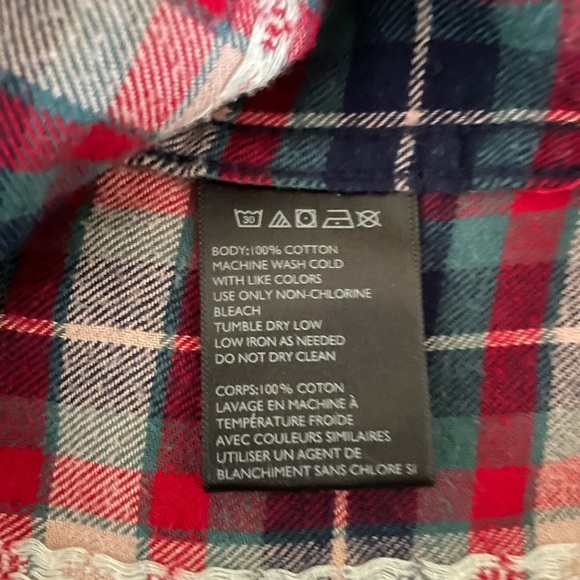 30
BODY:100% COTTON
MACHINE WASH COLD
WITH LIKE COLORS
USE ONLY NON-CHLORINE
BLEACH
TUMBLE DRY LOW
LOW IRON AS NEEDED
DO NOT DRY CLEAN
CORPS:100% COTON
LAVAGE EN MACHINE À
TEMPÉRATURE FROIDE
AVEC COULEURS SIMILAIRES
UTILISER UN AGENT DE
BLANCHIMENT SANS CHLORE SI